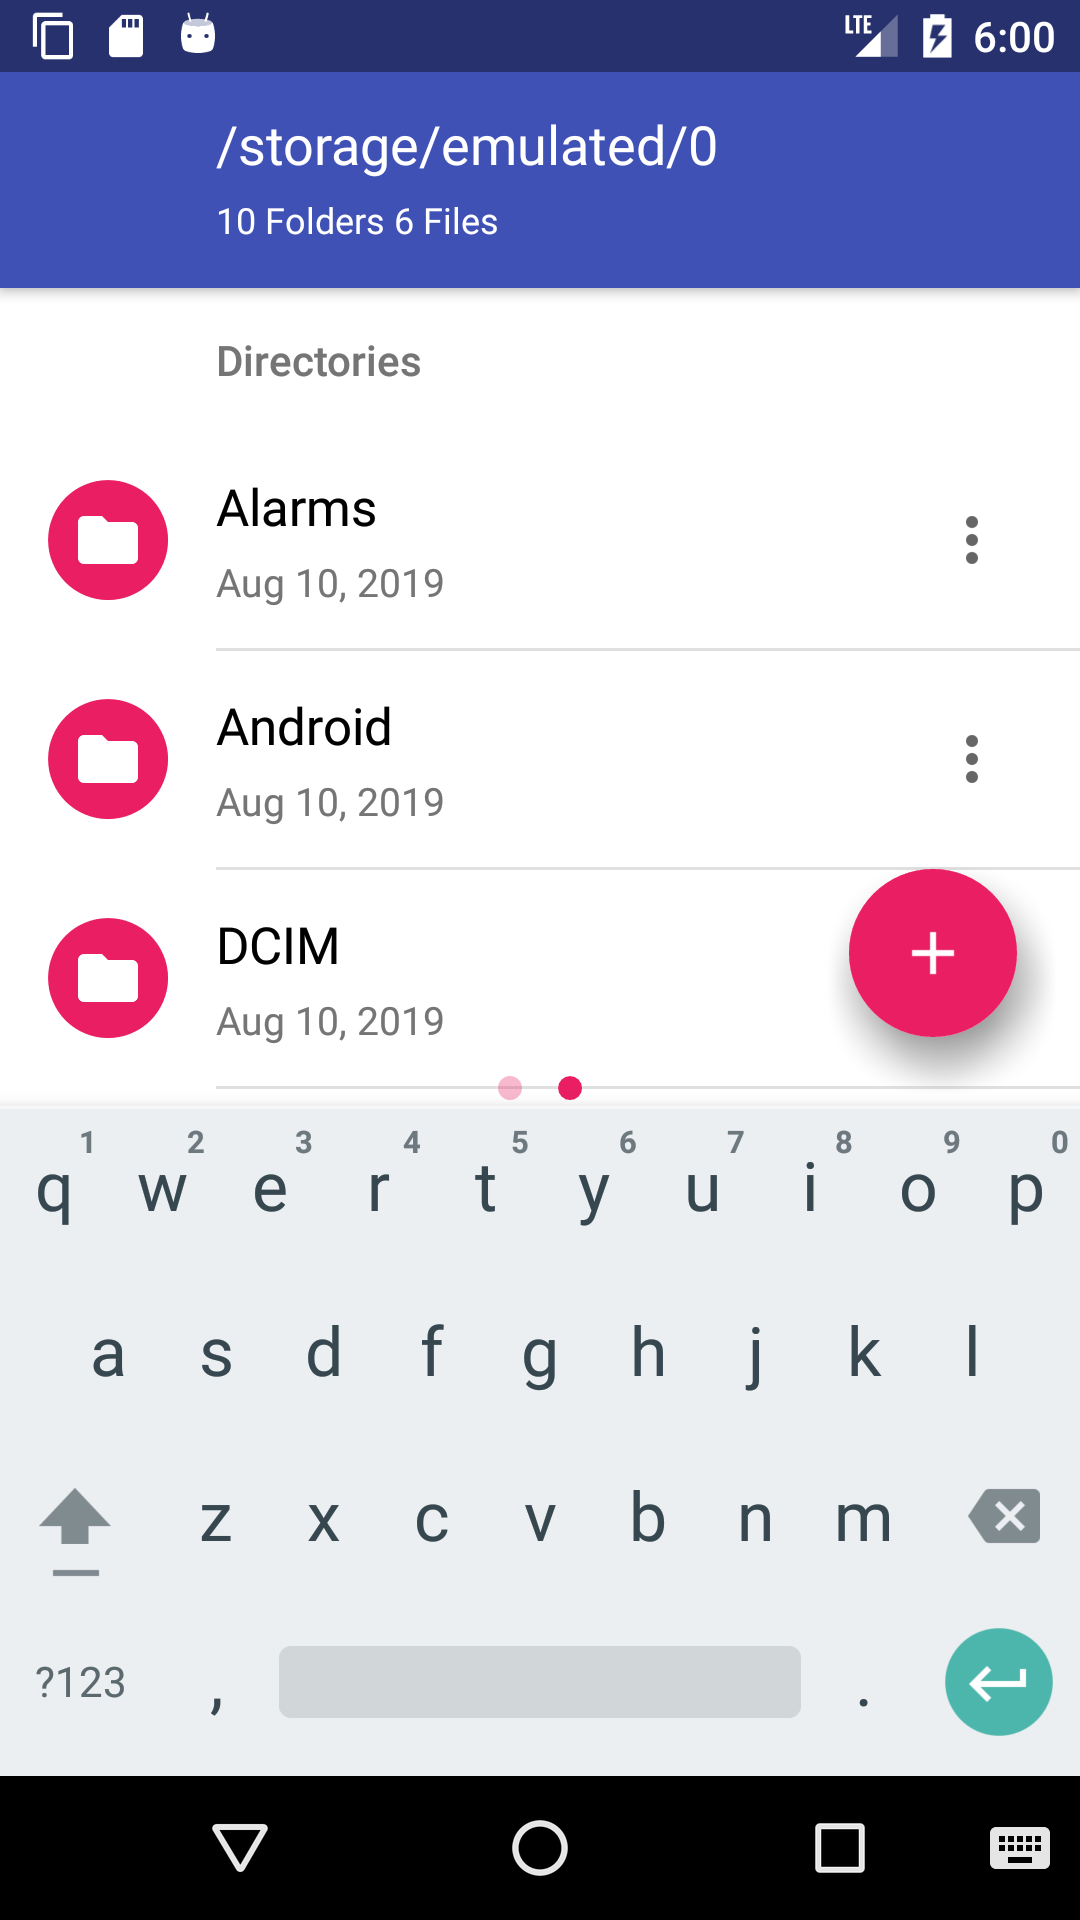 LTE 6:00
/storage/emulated/0
10 Folders 6 Files
Directories
Alarms
Aug 10, 2019
Android
Aug 10, 2019
DCIM
Aug 10, 2019
1 2 3 4 5 6 7 8 9 0
q w e r t y u i o p
a s d f g h j k l
z x c v b n m
?123 , .